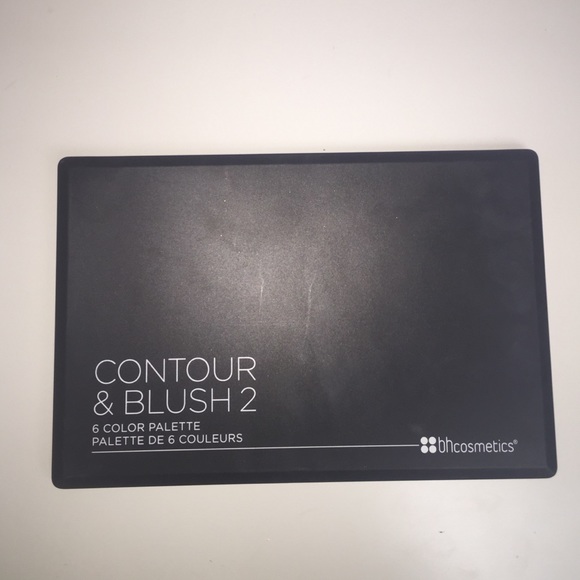 CONTOUR
& BLUSH 2
6 COLOR PALETTE
PALETTE DE 6 COULEURS
bhcosmetics®